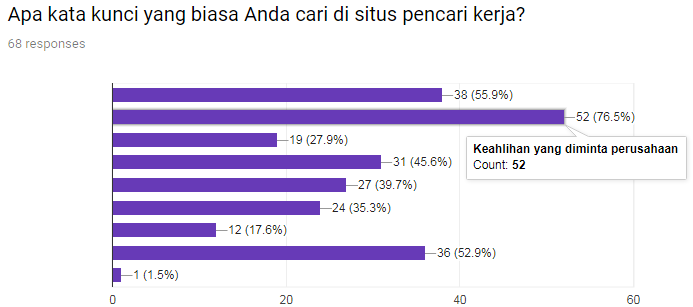 Apa kata kunci yang biasa Anda cari di situs pencari kerja?
68 responses
38 (55.9%)
52 (76.5%)
19 (27.9%)
Keahlihan yang diminta perusahaan
Count: 52
31 (45.6%)
27 (39.7%)
24 (35.3%)
12 (17.6%)
36 (52.9%)
1 (1.5%)
0 20 40 60